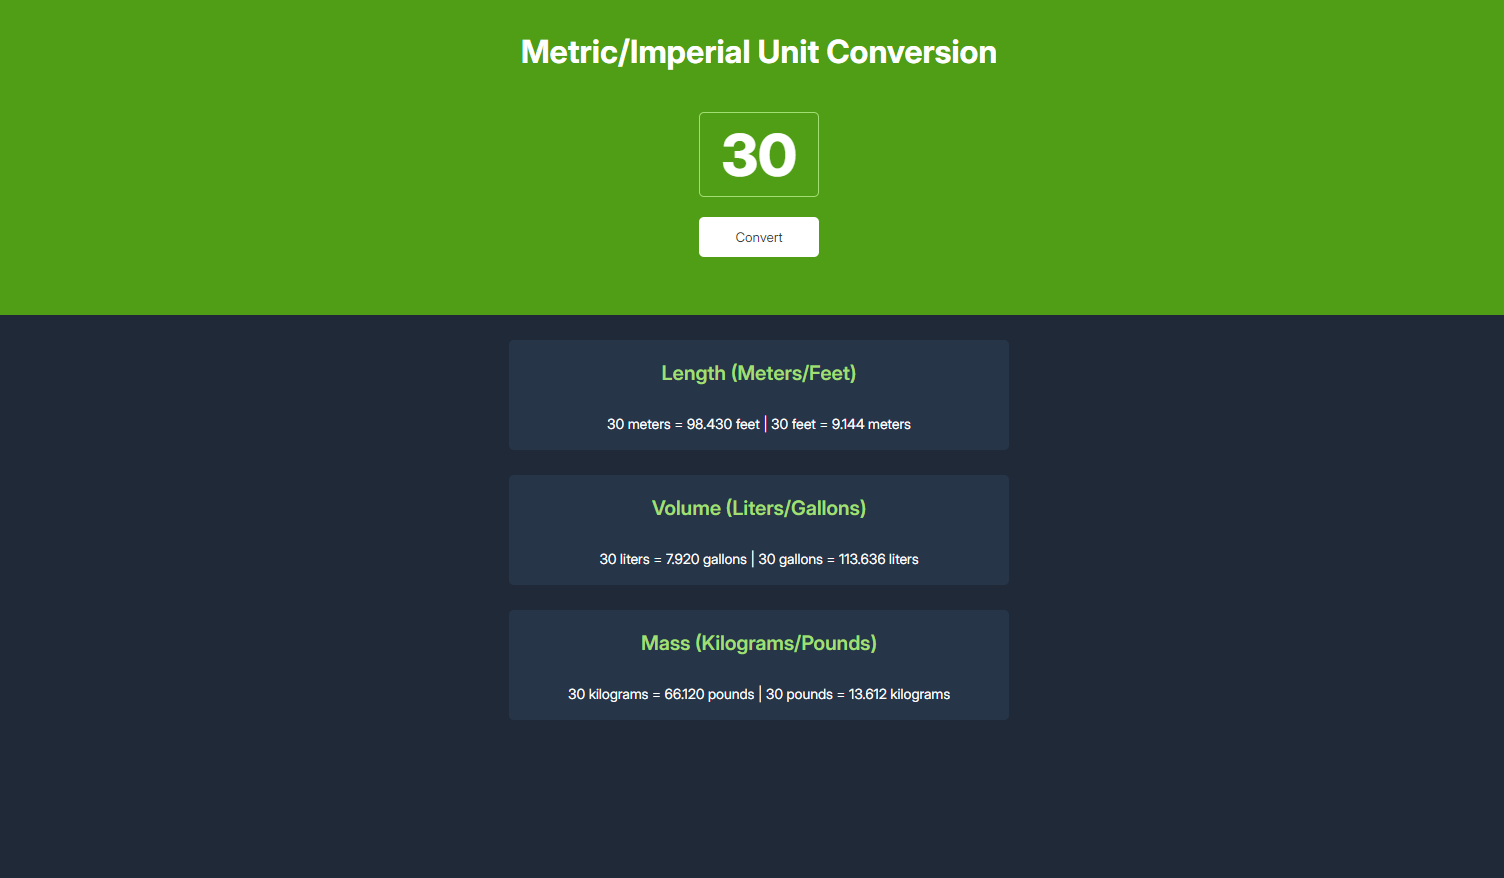 Metric/Imperial Unit Conversion
30
Convert
Length (Meters/Feet)
30 meters = 98.430 feet | 30 feet = 9.144 meters
Volume (Liters/Gallons)
30 liters = 7.920 gallons | 30 gallons = 113.636 liters
Mass (Kilograms/Pounds)
30 kilograms = 66.120 pounds | 30 pounds = 13.612 kilograms